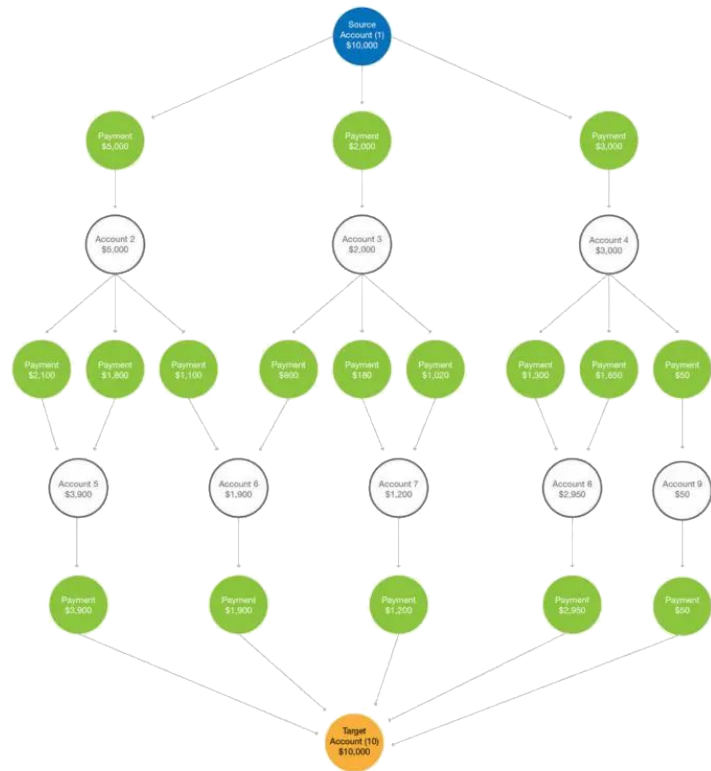 Source
Account (1)
$10,000
Payment
$5,000
Payment
$2,000
Payment
$3,000
Account 2
$5,000
Account 3
$2,000
Account 4
$3,000
Payment
$2,100
Payment
$1,800
Payment
$1,100
Payment
$800
Payment
$180
Payment
$1,020
Payment
$1,300
Payment
$1,650
Payment
$50
Account 5
$3,900
Account 6
$1,900
Account 7
$1,200
Account 8
$2,950
Account 9
$50
Payment
$3,900
Payment
$1,900
Payment
$1,200
Payment
$2,950
Payment
$50
Target
Account (10)
$10,000